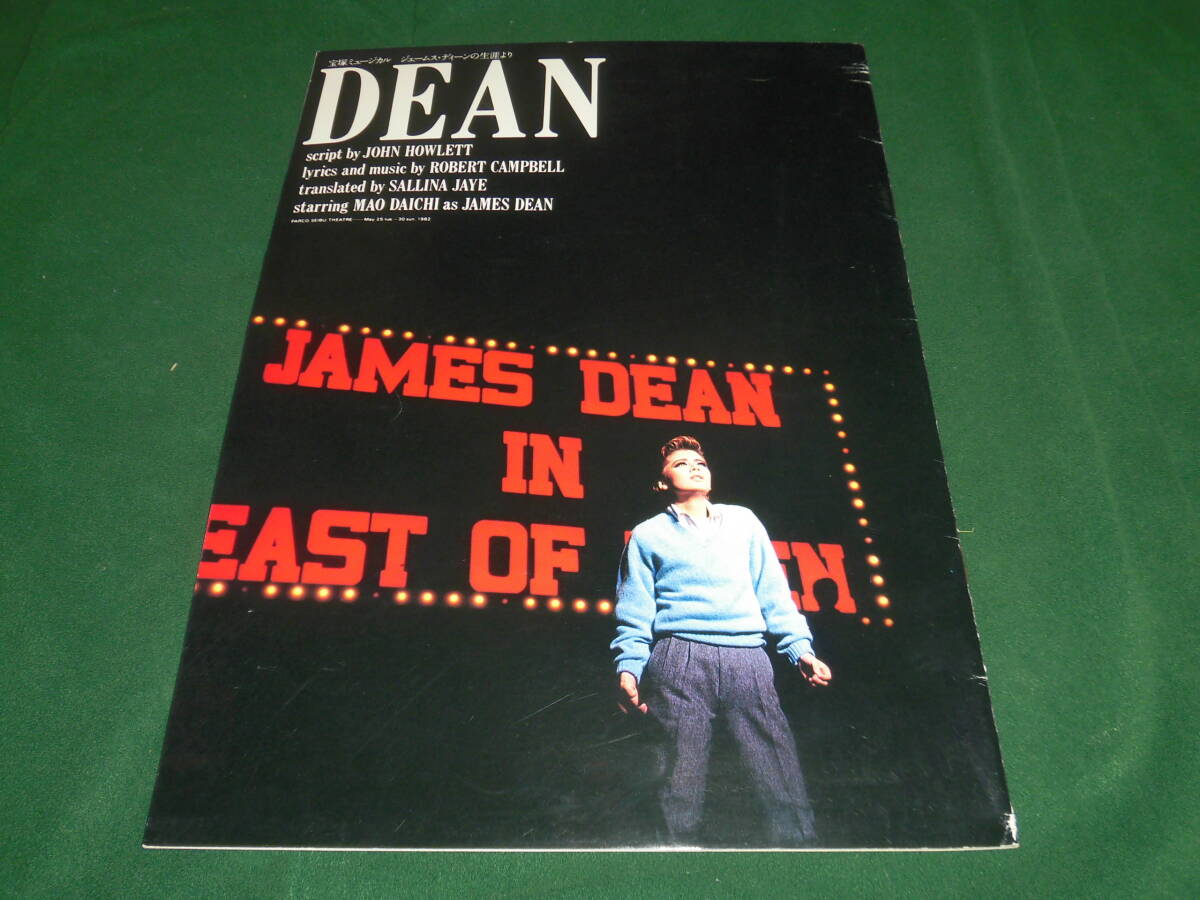 宝塚ミュージカル ジェームス・ディーンの生涯より
DEAN
script by JOHN HOWLETT
lyrics and music by ROBERT CAMPBELL
translated by SALLINA JAYE
starring MAO DAICHI as JAMES DEAN
PARCO SEIBU THEATRE——May 25 tue. - 30 sun. 1982
JAMES DEAN
IN
EAST OF EN